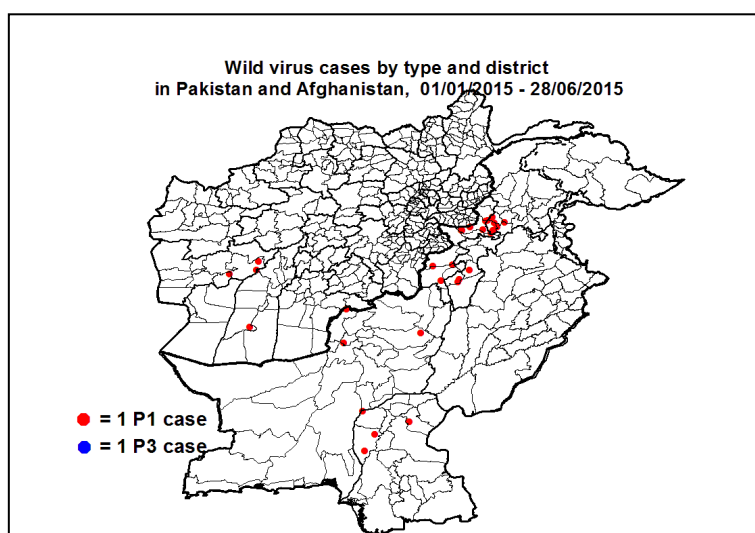 Wild virus cases by type and district
in Pakistan and Afghanistan, 01/01/2015 - 28/06/2015
= 1 P1 case
= 1 P3 case